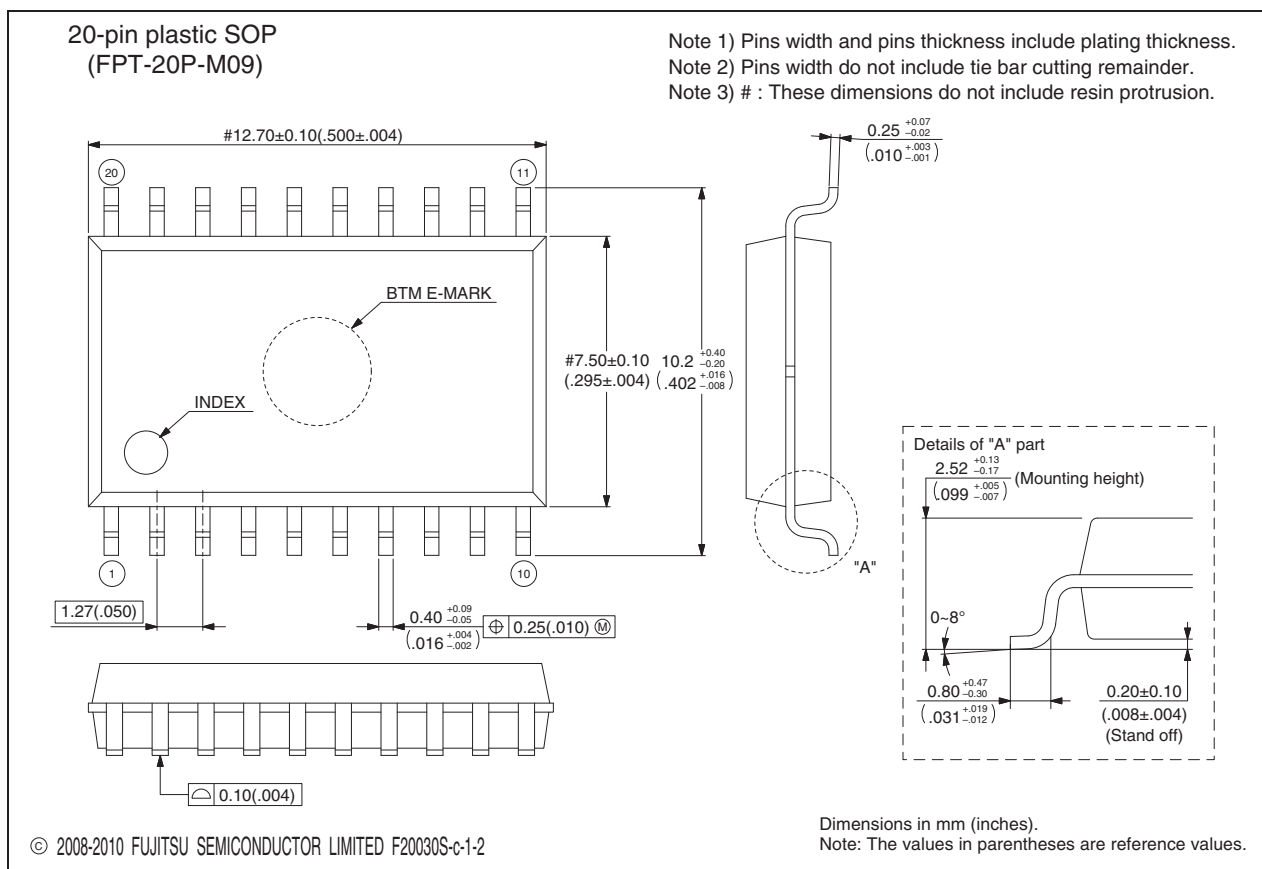 20-pin plastic SOP
(FPT-20P-M09)
Note 1) Pins width and pins thickness include plating thickness.
Note 2) Pins width do not include tie bar cutting remainder.
Note 3) # : These dimensions do not include resin protrusion.
#12.70±0.10(.500±.004)
0.25 +0.07 −0.02
(.010 +.003 −.001)
20
11
BTM E-MARK
#7.50±0.10
(.295±.004)
10.2 +0.40 −0.20
(.402 +.016 −.008)
INDEX
1
10
"A"
1.27(.050)
0.40 +0.09 −0.05
(.016 +.004 −.002)
⌖ 0.25(.010) Ⓜ
Details of "A" part
2.52 +0.13 −0.17 (Mounting height)
(.099 +.005 −.007)
0~8°
0.80 +0.47 −0.30
(.031 +.019 −.012)
0.20±0.10
(.008±.004)
(Stand off)
⌓ 0.10(.004)
© 2008-2010 FUJITSU SEMICONDUCTOR LIMITED F20030S-c-1-2
Dimensions in mm (inches).
Note: The values in parentheses are reference values.